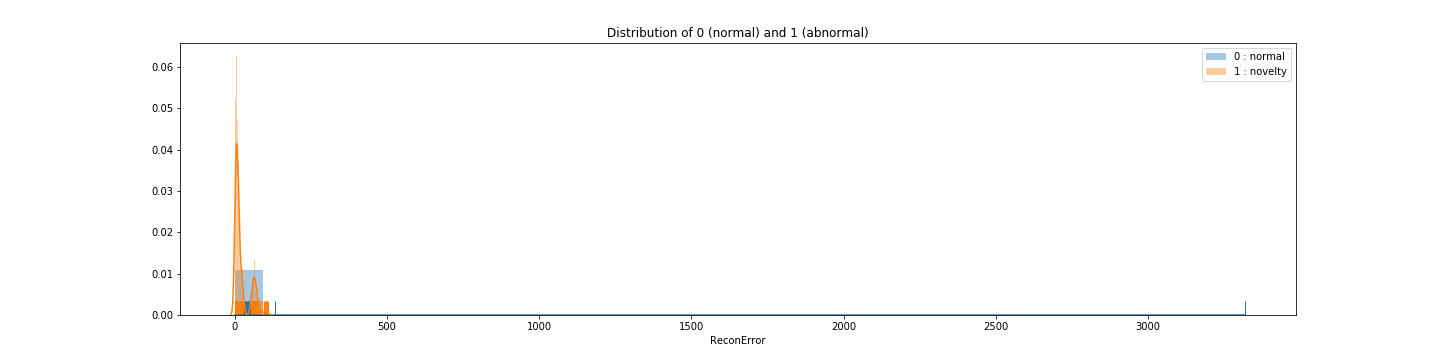 Distribution of 0 (normal) and 1 (abnormal)
0 : normal
1 : novelty
0.06
0.05
0.04
0.03
0.02
0.01
0.00
0 500 1000 1500 2000 2500 3000
ReconError